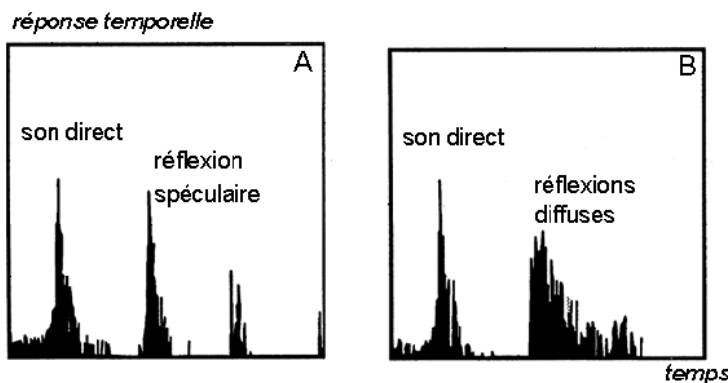 réponse temporelle
A
son direct
réflexion
spéculaire
B
son direct
réflexions
diffuses
temps